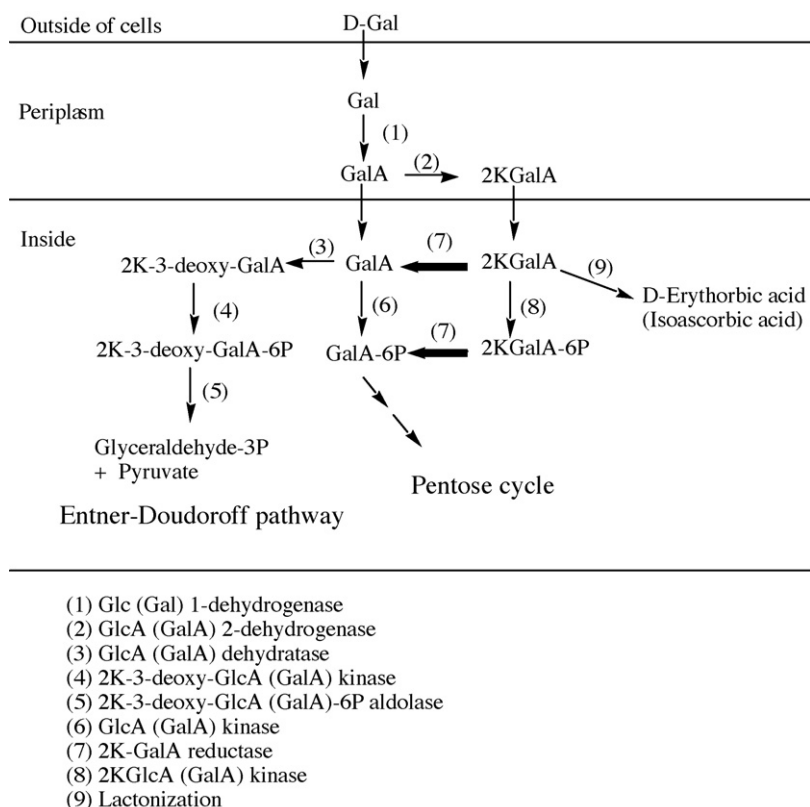 Outside of cells D-Gal
Periplasm
Gal
(1)
GalA (2) 2KGalA
Inside
2K-3-deoxy-GalA (3) GalA (7) 2KGalA (9)
(4) (6) (8) D-Erythorbic acid
(Isoascorbic acid)
2K-3-deoxy-GalA-6P GalA-6P (7) 2KGalA-6P
(5)
Glyceraldehyde-3P
+ Pyruvate
Pentose cycle
Entner-Doudoroff pathway
(1) Glc (Gal) 1-dehydrogenase
(2) GlcA (GalA) 2-dehydrogenase
(3) GlcA (GalA) dehydratase
(4) 2K-3-deoxy-GlcA (GalA) kinase
(5) 2K-3-deoxy-GlcA (GalA)-6P aldolase
(6) GlcA (GalA) kinase
(7) 2K-GalA reductase
(8) 2KGlcA (GalA) kinase
(9) Lactonization